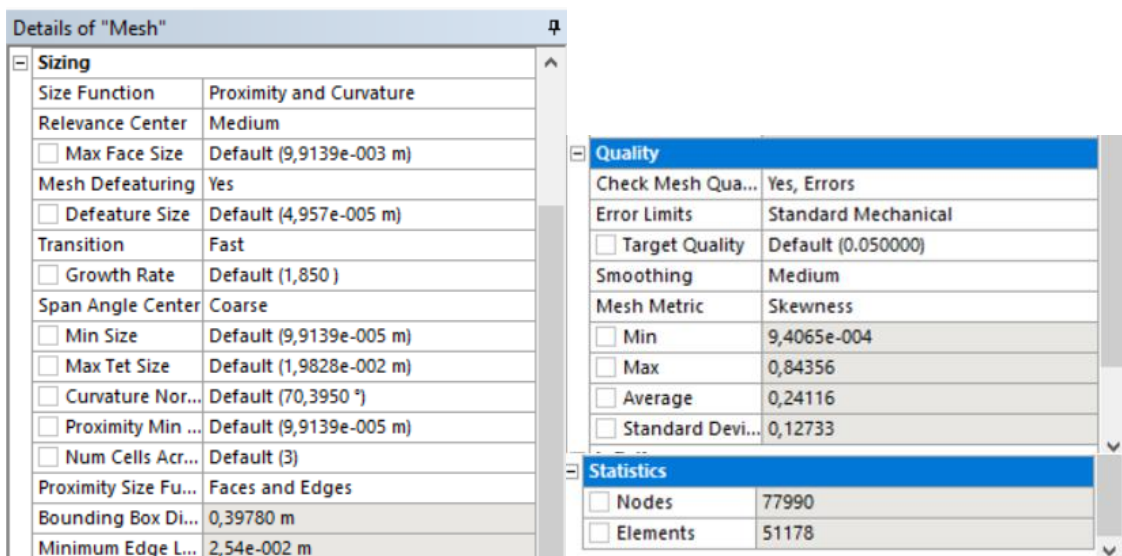 Details of "Mesh"
Sizing
Size Function Proximity and Curvature
Relevance Center Medium
Max Face Size Default (9,9139e-003 m)
Mesh Defeaturing Yes
Defeature Size Default (4,957e-005 m)
Transition Fast
Growth Rate Default (1,850 )
Span Angle Center Coarse
Min Size Default (9,9139e-005 m)
Max Tet Size Default (1,9828e-002 m)
Curvature Nor... Default (70,3950 °)
Proximity Min ... Default (9,9139e-005 m)
Num Cells Acr... Default (3)
Proximity Size Fu... Faces and Edges
Bounding Box Di... 0,39780 m
Minimum Edge L... 2,54e-002 m
Quality
Check Mesh Qua... Yes, Errors
Error Limits Standard Mechanical
Target Quality Default (0.050000)
Smoothing Medium
Mesh Metric Skewness
Min 9,4065e-004
Max 0,84356
Average 0,24116
Standard Devi... 0,12733
Statistics
Nodes 77990
Elements 51178